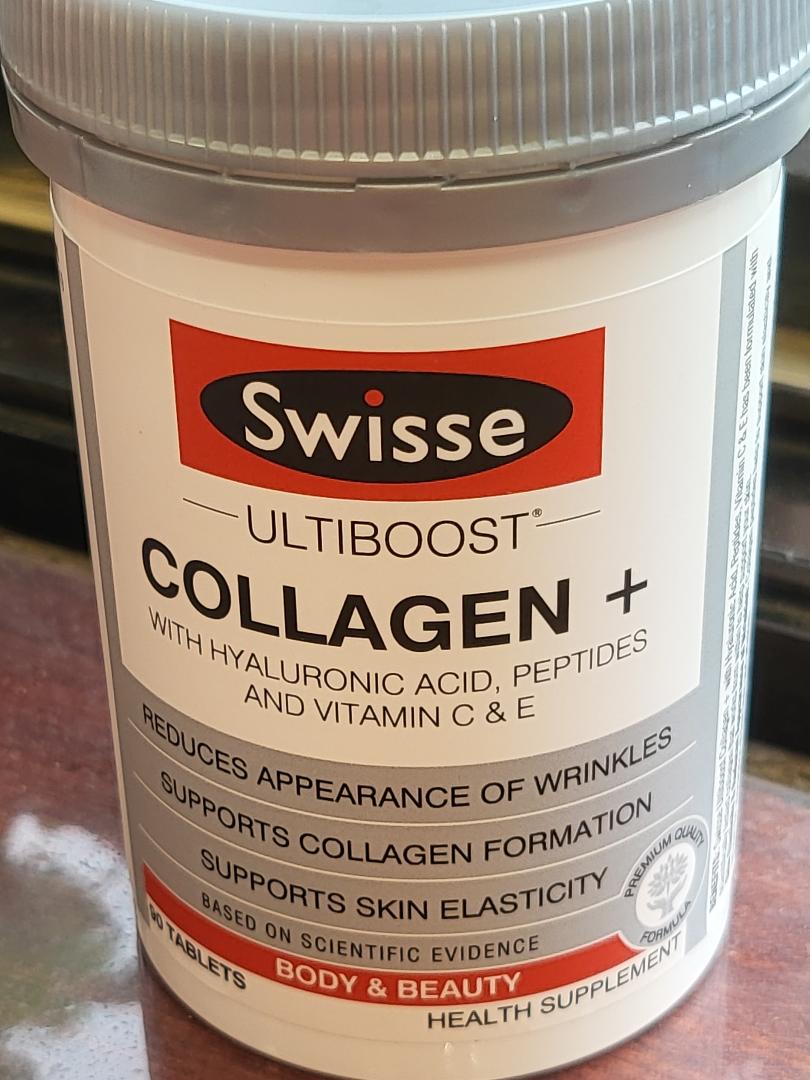 Swisse
ULTIBOOST®
COLLAGEN +
WITH HYALURONIC ACID, PEPTIDES
AND VITAMIN C & E
REDUCES APPEARANCE OF WRINKLES
SUPPORTS COLLAGEN FORMATION
SUPPORTS SKIN ELASTICITY
BASED ON SCIENTIFIC EVIDENCE
PREMIUM QUALITY
FORMULA
90 TABLETS
BODY & BEAUTY
HEALTH SUPPLEMENT